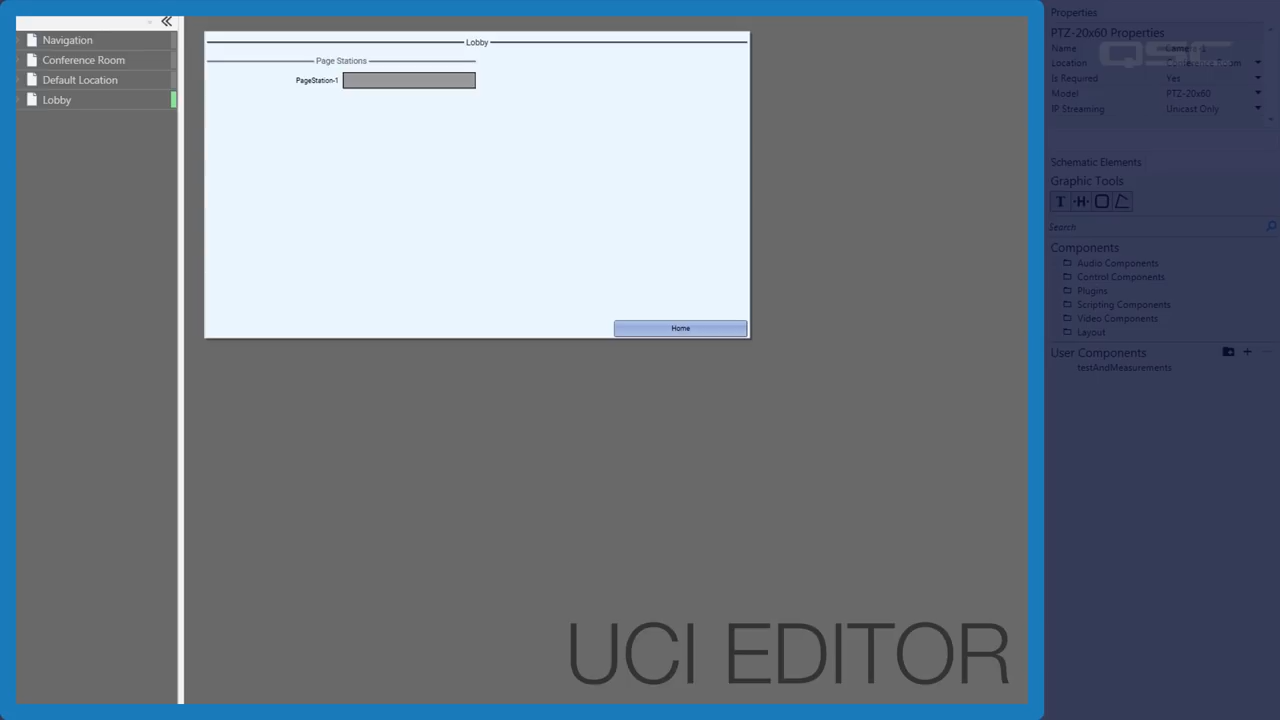 Navigation
Conference Room
Default Location
Lobby
Lobby
Page Stations
PageStation-1
Home
UCI EDITOR
Properties
PTZ-20x60 Properties
Name
Location
Is Required Yes
Model PTZ-20x60
IP Streaming Unicast Only
QSC
Schematic Elements
Graphic Tools
T H
Search
Components
Audio Components
Control Components
Plugins
Scripting Components
Video Components
Layout
User Components
testAndMeasurements